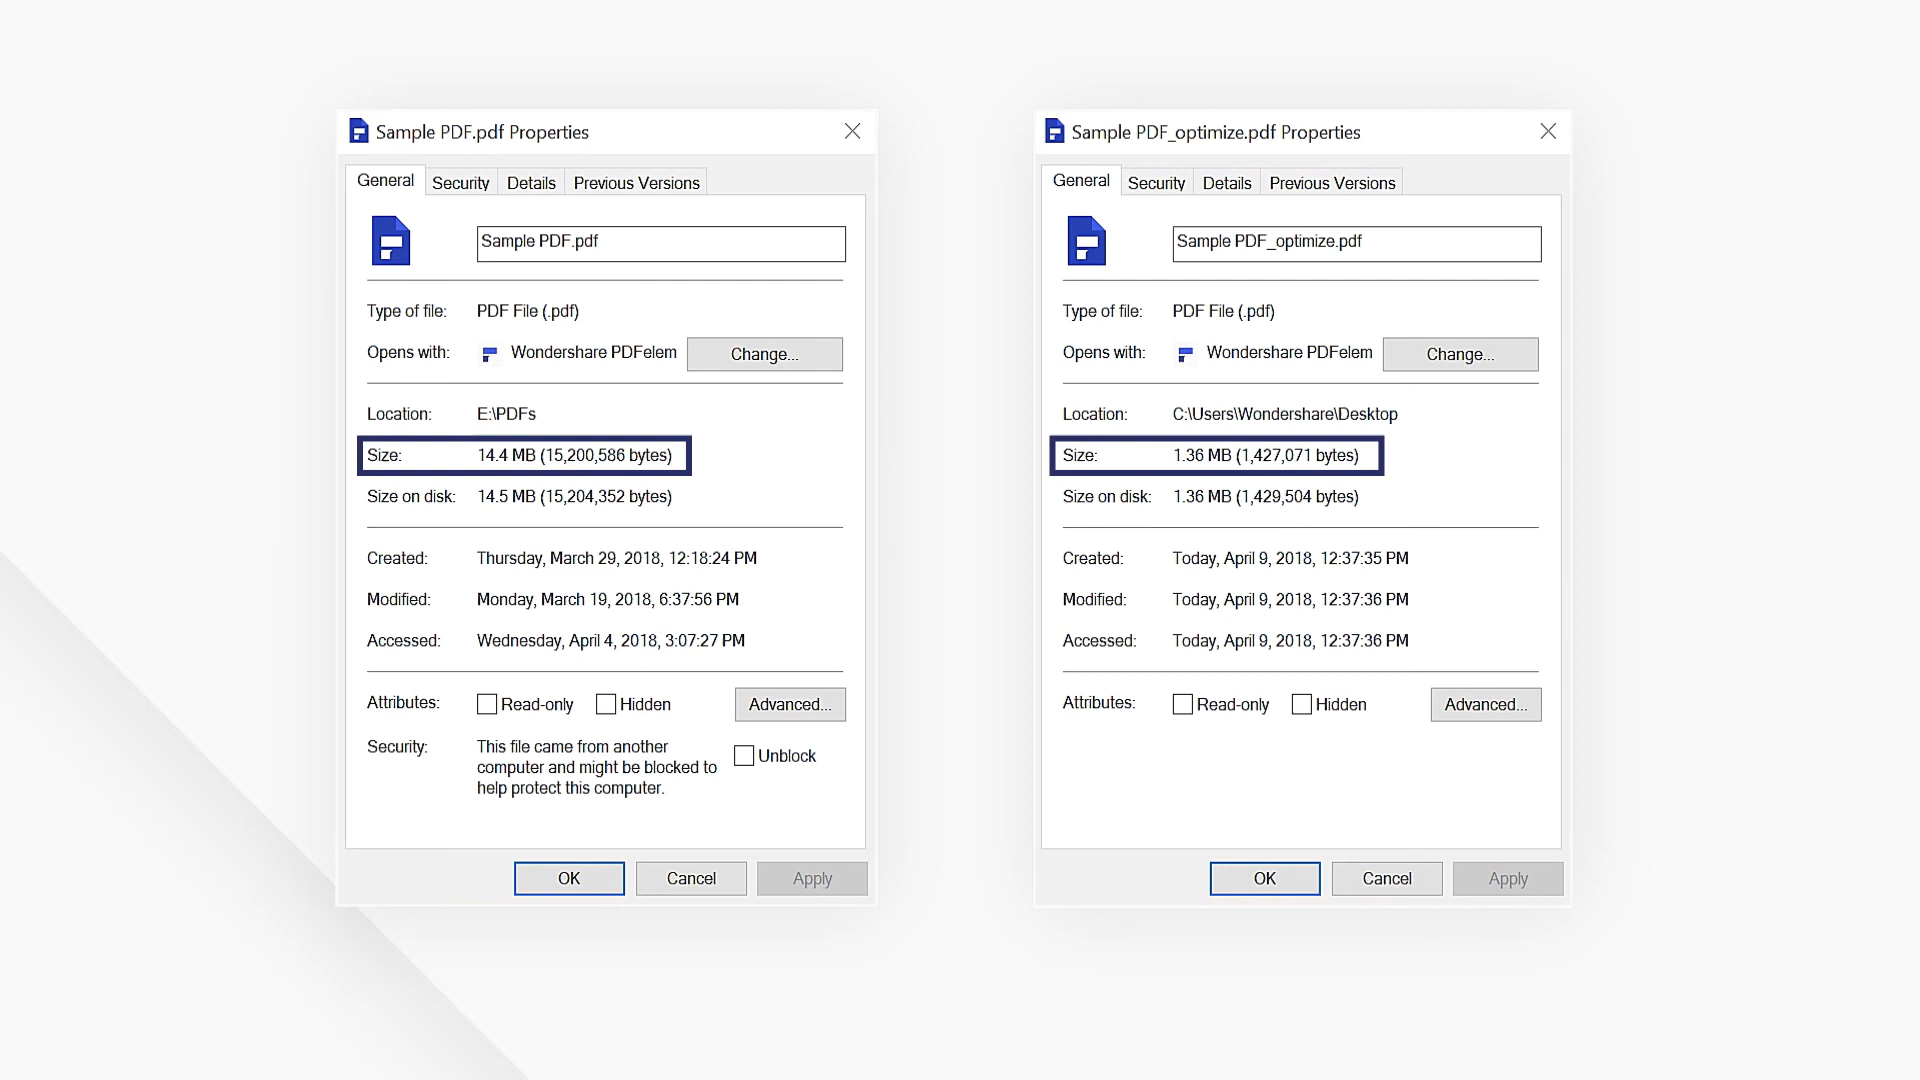 Sample PDF.pdf Properties
General Security Details Previous Versions
Sample PDF.pdf
Type of file: PDF File (.pdf)
Opens with: Wondershare PDFelem Change...
Location: E:\PDFs
Size: 14.4 MB (15,200,586 bytes)
Size on disk: 14.5 MB (15,204,352 bytes)
Created: Thursday, March 29, 2018, 12:18:24 PM
Modified: Monday, March 19, 2018, 6:37:56 PM
Accessed: Wednesday, April 4, 2018, 3:07:27 PM
Attributes: Read-only Hidden Advanced...
Security: This file came from another
computer and might be blocked to
help protect this computer.
Unblock
OK Cancel Apply
Sample PDF_optimize.pdf Properties
General Security Details Previous Versions
Sample PDF_optimize.pdf
Type of file: PDF File (.pdf)
Opens with: Wondershare PDFelem Change...
Location: C:\Users\Wondershare\Desktop
Size: 1.36 MB (1,427,071 bytes)
Size on disk: 1.36 MB (1,429,504 bytes)
Created: Today, April 9, 2018, 12:37:35 PM
Modified: Today, April 9, 2018, 12:37:36 PM
Accessed: Today, April 9, 2018, 12:37:36 PM
Attributes: Read-only Hidden Advanced...
OK Cancel Apply